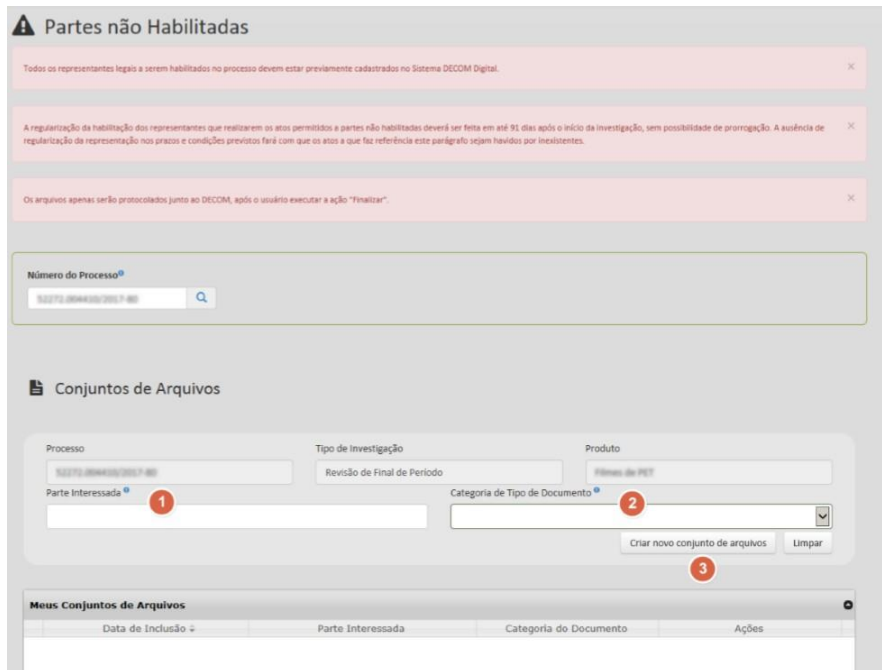 Partes não Habilitadas
Todos os representantes legais a serem habilitados no processo devem estar previamente cadastrados no Sistema DECOM Digital.
×
A regularização da habilitação dos representantes que realizarem os atos permitidos a partes não habilitadas deverá ser feita em até 91 dias após o início da investigação, sem possibilidade de prorrogação. A ausência de
×
regularização da representação nos prazos e condições previstos fará com que os atos a que faz referência este parágrafo sejam havidos por inexistentes.
Os arquivos apenas serão protocolados junto ao DECOM, após o usuário executar a ação "Finalizar".
×
Número do Processo
Conjuntos de Arquivos
Processo Tipo de Investigação Produto
Revisão de Final de Período
Parte Interessada 1 Categoria de Tipo de Documento 2
Criar novo conjunto de arquivos Limpar
3
Meus Conjuntos de Arquivos
Data de Inclusão Parte Interessada Categoria do Documento Ações